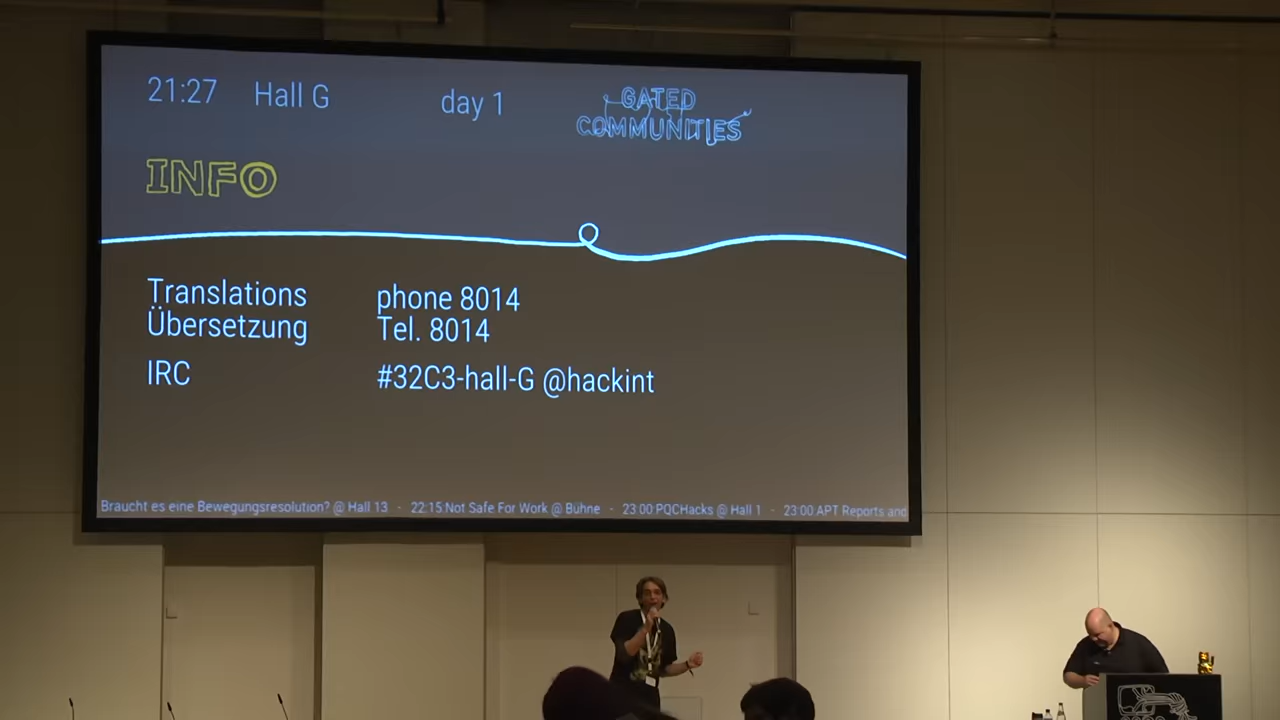 21:27 Hall G day 1 GATED
COMMUNITIES
INFO
Translations phone 8014
Übersetzung Tel. 8014
IRC #32C3-hall-G @hackint
Braucht es eine Bewegungsresolution? @ Hall 13 - 22:15 Not Safe For Work @ Bühne - 23:00 PQCHacks @ Hall 1 - 23:00 APT Reports and